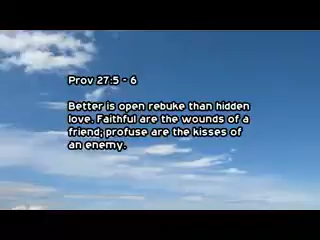 Prov 27:5 - 6
Better is open rebuke than hidden
love. Faithful are the wounds of a
friend; profuse are the kisses of
an enemy.